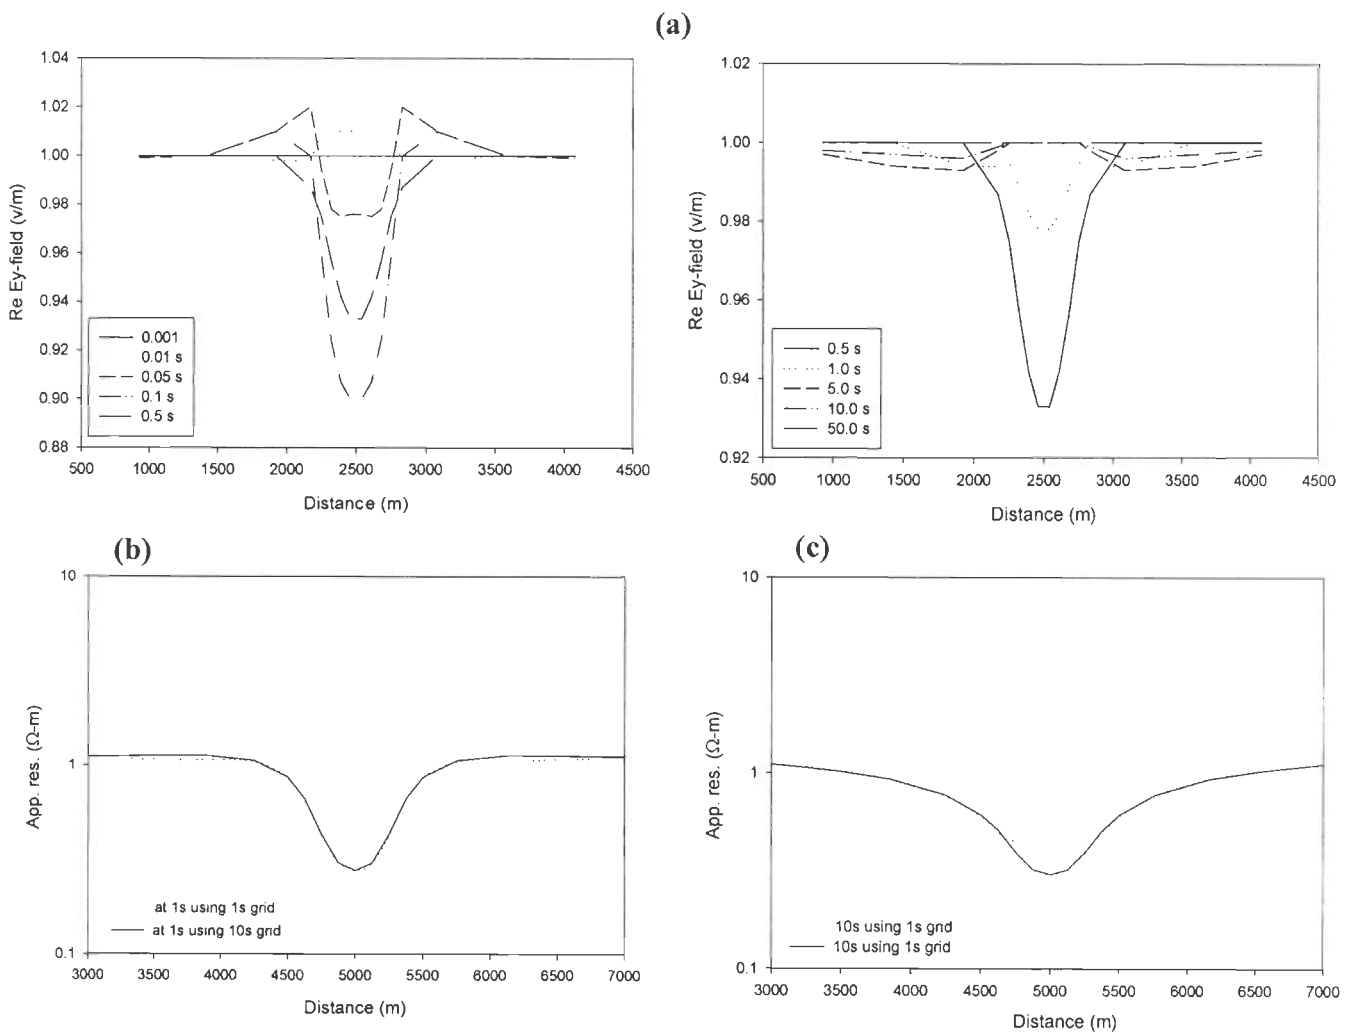 (a)
1.04
1.02
1.00
0.98
0.96
0.94
0.92
0.90
0.88
Re Ey-field (v/m)
0.001
0.01 s
0.05 s
0.1 s
0.5 s
500 1000 1500 2000 2500 3000 3500 4000 4500
Distance (m)
1.02
1.00
0.98
0.96
0.94
0.92
Re Ey-field (v/m)
0.5 s
1.0 s
5.0 s
10.0 s
50.0 s
500 1000 1500 2000 2500 3000 3500 4000 4500
Distance (m)
(b)
10
1
0.1
App. res. (Ω-m)
at 1s using 1s grid
at 1s using 10s grid
3000 3500 4000 4500 5000 5500 6000 6500 7000
Distance (m)
(c)
10
1
0.1
App. res. (Ω-m)
10s using 1s grid
10s using 1s grid
3000 3500 4000 4500 5000 5500 6000 6500 7000
Distance (m)